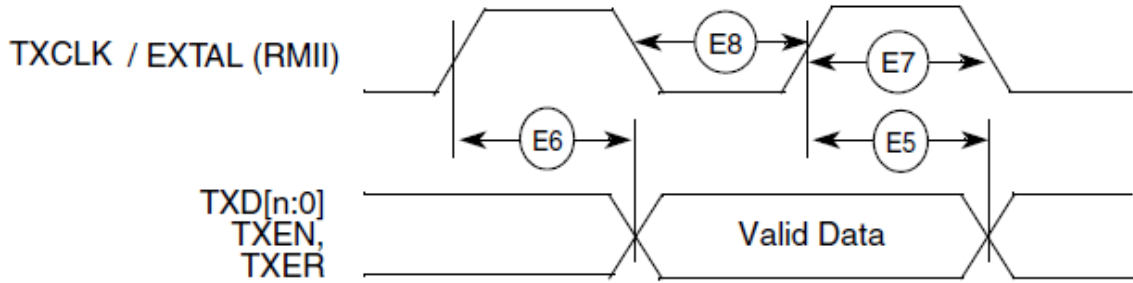 TXCLK / EXTAL (RMII)
E8
E7
E6
E5
TXD[n:0]
TXEN,
TXER
Valid Data